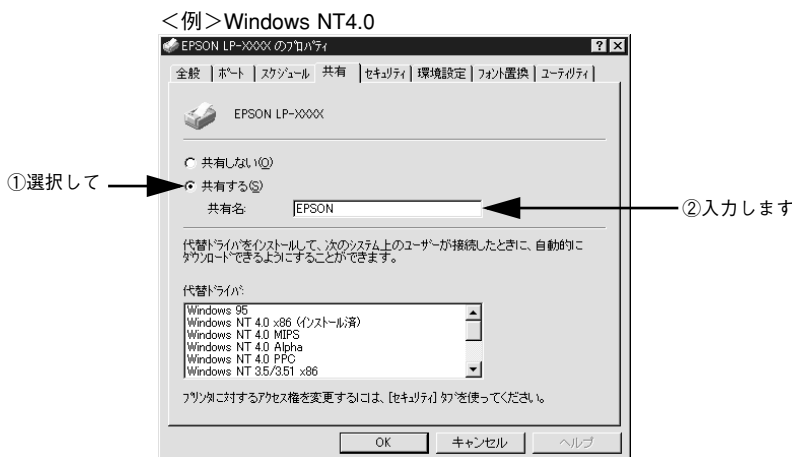 ＜例＞Windows NT4.0
EPSON LP-XXXX のﾌﾟﾛﾊﾟﾃｨ
全般 ﾎﾟｰﾄ ｽｹｼﾞｭｰﾙ 共有 ｾｷｭﾘﾃｨ 環境設定 ﾌｫﾝﾄ置換 ﾕｰﾃｨﾘﾃｨ
EPSON LP-XXXX
共有しない(O)
①選択して
共有する(S)
共有名:
EPSON
②入力します
代替ﾄﾞﾗｲﾊﾞをｲﾝｽﾄｰﾙして、次のｼｽﾃﾑ上のﾕｰｻﾞｰが接続したときに、自動的に
ﾀﾞｳﾝﾛｰﾄﾞできるようにすることができます。
代替ﾄﾞﾗｲﾊﾞ:
Windows 95
Windows NT 4.0 x86 (ｲﾝｽﾄｰﾙ済)
Windows NT 4.0 MIPS
Windows NT 4.0 Alpha
Windows NT 4.0 PPC
Windows NT 3.5/3.51 x86
ﾌﾟﾘﾝﾀに対するｱｸｾｽ権を変更するには、[ｾｷｭﾘﾃｨ] ﾀﾌﾞを使ってください。
OK
キャンセル
ヘルプ